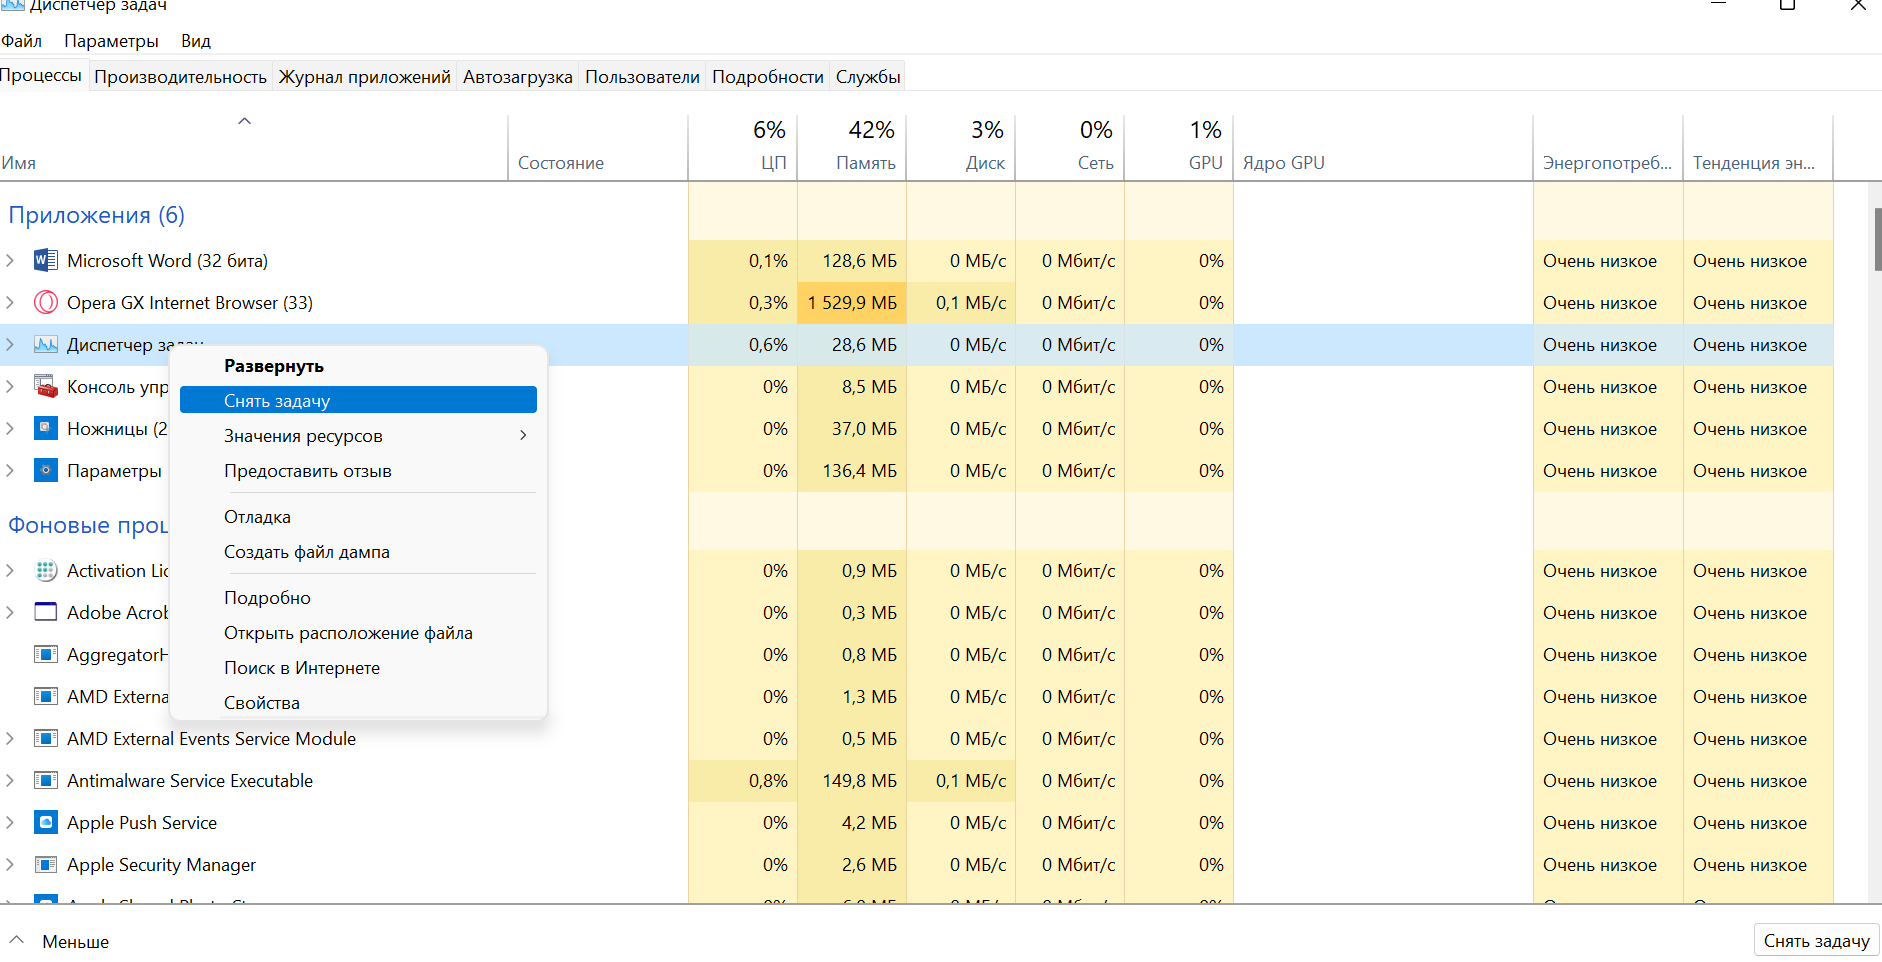 Диспетчер задач
Файл Параметры Вид
Процессы Производительность Журнал приложений Автозагрузка Пользователи Подробности Службы
6% 42% 3% 0% 1%
Имя Состояние ЦП Память Диск Сеть GPU Ядро GPU Энергопотреб... Тенденция эн...
Приложения (6)
Microsoft Word (32 бита) 0,1% 128,6 МБ 0 МБ/с 0 Мбит/с 0% Очень низкое Очень низкое
Opera GX Internet Browser (33) 0,3% 1 529,9 МБ 0,1 МБ/с 0 Мбит/с 0% Очень низкое Очень низкое
Диспетчер задач 0,6% 28,6 МБ 0 МБ/с 0 Мбит/с 0% Очень низкое Очень низкое
Консоль упр 0% 8,5 МБ 0 МБ/с 0 Мбит/с 0% Очень низкое Очень низкое
Ножницы (2 0% 37,0 МБ 0 МБ/с 0 Мбит/с 0% Очень низкое Очень низкое
Параметры 0% 136,4 МБ 0 МБ/с 0 Мбит/с 0% Очень низкое Очень низкое
Развернуть
Снять задачу
Значения ресурсов
Предоставить отзыв
Отладка
Создать файл дампа
Подробно
Открыть расположение файла
Поиск в Интернете
Свойства
Фоновые проц
Activation Lic 0% 0,9 МБ 0 МБ/с 0 Мбит/с 0% Очень низкое Очень низкое
Adobe Acrob 0% 0,3 МБ 0 МБ/с 0 Мбит/с 0% Очень низкое Очень низкое
AggregatorH 0% 0,8 МБ 0 МБ/с 0 Мбит/с 0% Очень низкое Очень низкое
AMD Externa 0% 1,3 МБ 0 МБ/с 0 Мбит/с 0% Очень низкое Очень низкое
AMD External Events Service Module 0% 0,5 МБ 0 МБ/с 0 Мбит/с 0% Очень низкое Очень низкое
Antimalware Service Executable 0,8% 149,8 МБ 0,1 МБ/с 0 Мбит/с 0% Очень низкое Очень низкое
Apple Push Service 0% 4,2 МБ 0 МБ/с 0 Мбит/с 0% Очень низкое Очень низкое
Apple Security Manager 0% 2,6 МБ 0 МБ/с 0 Мбит/с 0% Очень низкое Очень низкое
Меньше Снять задачу